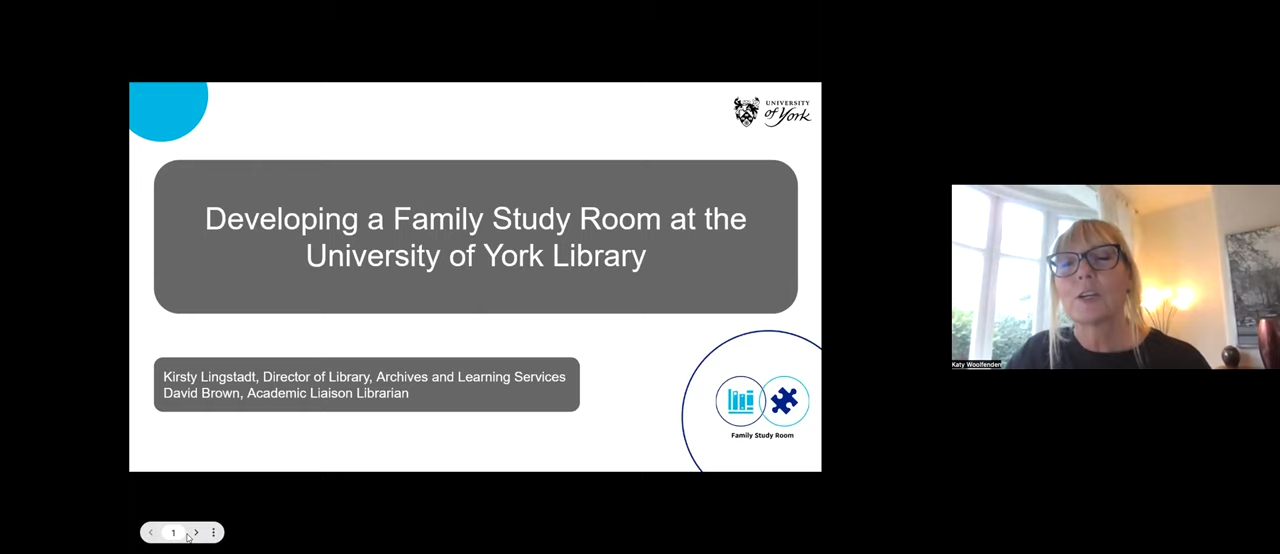 UNIVERSITY
of York
Developing a Family Study Room at the
University of York Library
Kirsty Lingstadt, Director of Library, Archives and Learning Services
David Brown, Academic Liaison Librarian
Family Study Room
Katy Woolfenden
1